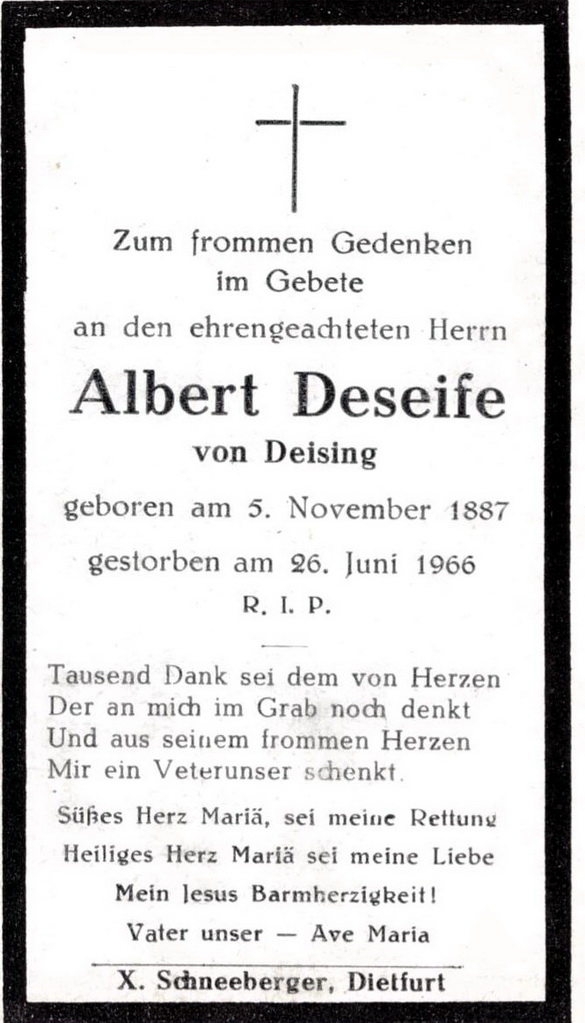 Zum frommen Gedenken
im Gebete
an den ehrengeachteten Herrn
Albert Deseife
von Deising
geboren am 5. November 1887
gestorben am 26. Juni 1966
R. I. P.
Tausend Dank sei dem von Herzen
Der an mich im Grab noch denkt
Und aus seinem frommen Herzen
Mir ein Veterunser schenkt.
Süßes Herz Mariä, sei meine Rettung
Heiliges Herz Mariä sei meine Liebe
Mein Jesus Barmherzigkeit!
Vater unser — Ave Maria
X. Schneeberger, Dietfurt